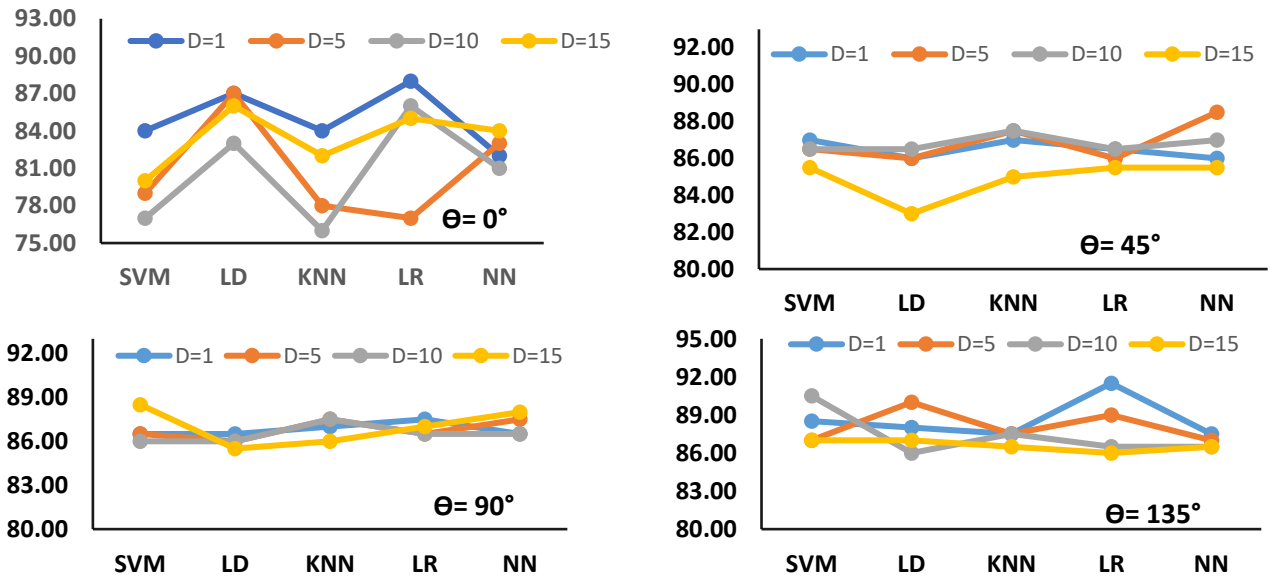 93.00
90.00
87.00
84.00
81.00
78.00
75.00
D=1 D=5 D=10 D=15
ϴ= 0°
SVM LD KNN LR NN
92.00
90.00
88.00
86.00
84.00
82.00
80.00
D=1 D=5 D=10 D=15
ϴ= 45°
SVM LD KNN LR NN
92.00
89.00
86.00
83.00
80.00
D=1 D=5 D=10 D=15
ϴ= 90°
SVM LD KNN LR NN
95.00
92.00
89.00
86.00
83.00
80.00
D=1 D=5 D=10 D=15
ϴ= 135°
SVM LD KNN LR NN